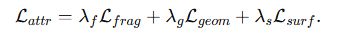 ℒ_attr = λ_f ℒ_frag + λ_g ℒ_geom + λ_s ℒ_surf.